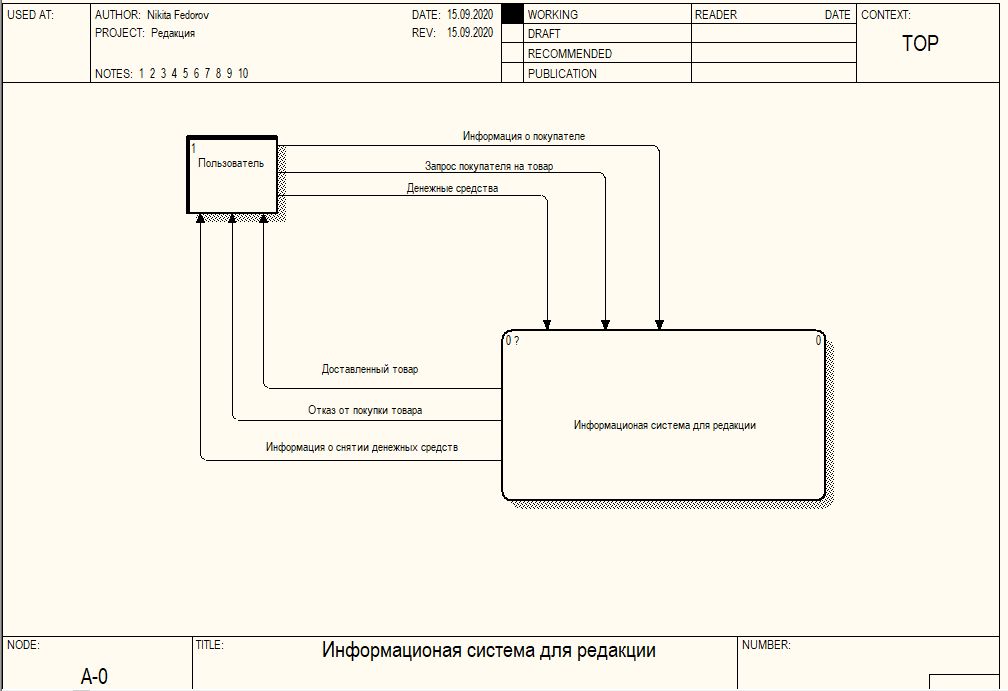 USED AT:
AUTHOR: Nikita Fedorov
DATE: 15.09.2020
PROJECT: Редакция
REV: 15.09.2020
NOTES: 1 2 3 4 5 6 7 8 9 10
WORKING
DRAFT
RECOMMENDED
PUBLICATION
READER DATE
CONTEXT:
TOP
1
Пользователь
Информация о покупателе
Запрос покупателя на товар
Денежные средства
Доставленный товар
Отказ от покупки товара
Информация о снятии денежных средств
0 ?
0
Информационая система для редакции
NODE:
A-0
TITLE:
Информационая система для редакции
NUMBER: